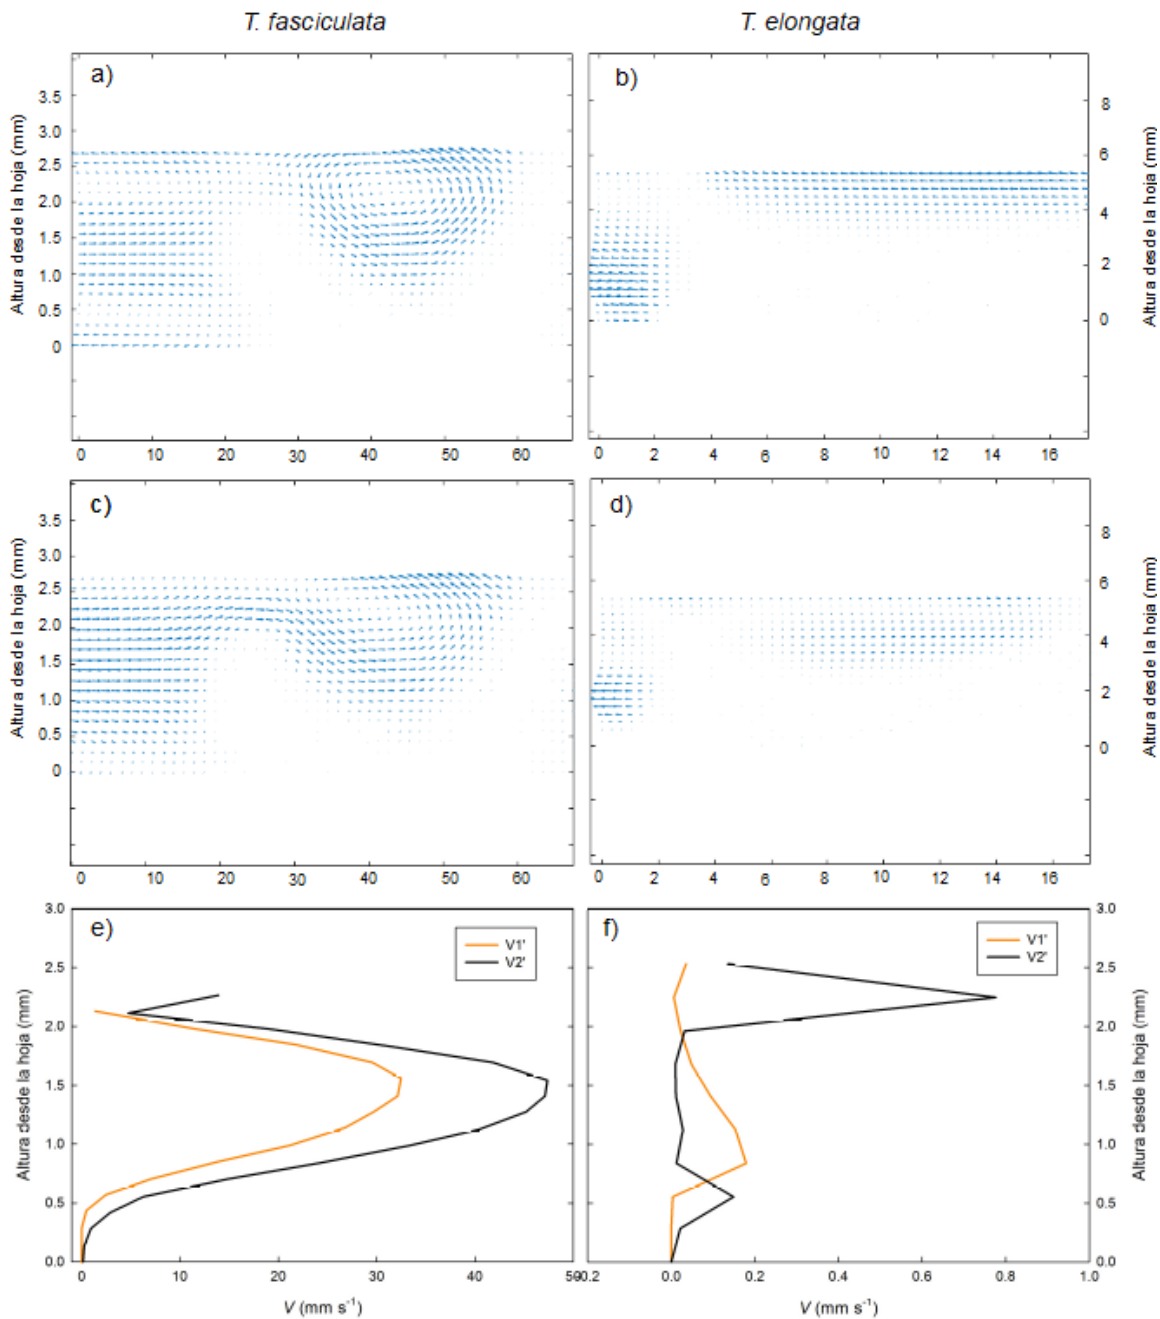 T. fasciculata
T. elongata
a)
b)
Altura desde la hoja (mm)
3.5
3.0
2.5
2.0
1.5
1.0
0.5
0
8
6
4
2
0
Altura desde la hoja (mm)
0 10 20 30 40 50 60
0 2 4 6 8 10 12 14 16
c)
d)
Altura desde la hoja (mm)
3.5
3.0
2.5
2.0
1.5
1.0
0.5
0
8
6
4
2
0
Altura desde la hoja (mm)
0 10 20 30 40 50 60
0 2 4 6 8 10 12 14 16
e)
V1'
V2'
f)
V1'
V2'
Altura desde la hoja (mm)
3.0
2.5
2.0
1.5
1.0
0.5
0.0
3.0
2.5
2.0
1.5
1.0
0.5
0.0
Altura desde la hoja (mm)
0 10 20 30 40 50
-0.2 0.0 0.2 0.4 0.6 0.8 1.0
V (mm s⁻¹)
V (mm s⁻¹)